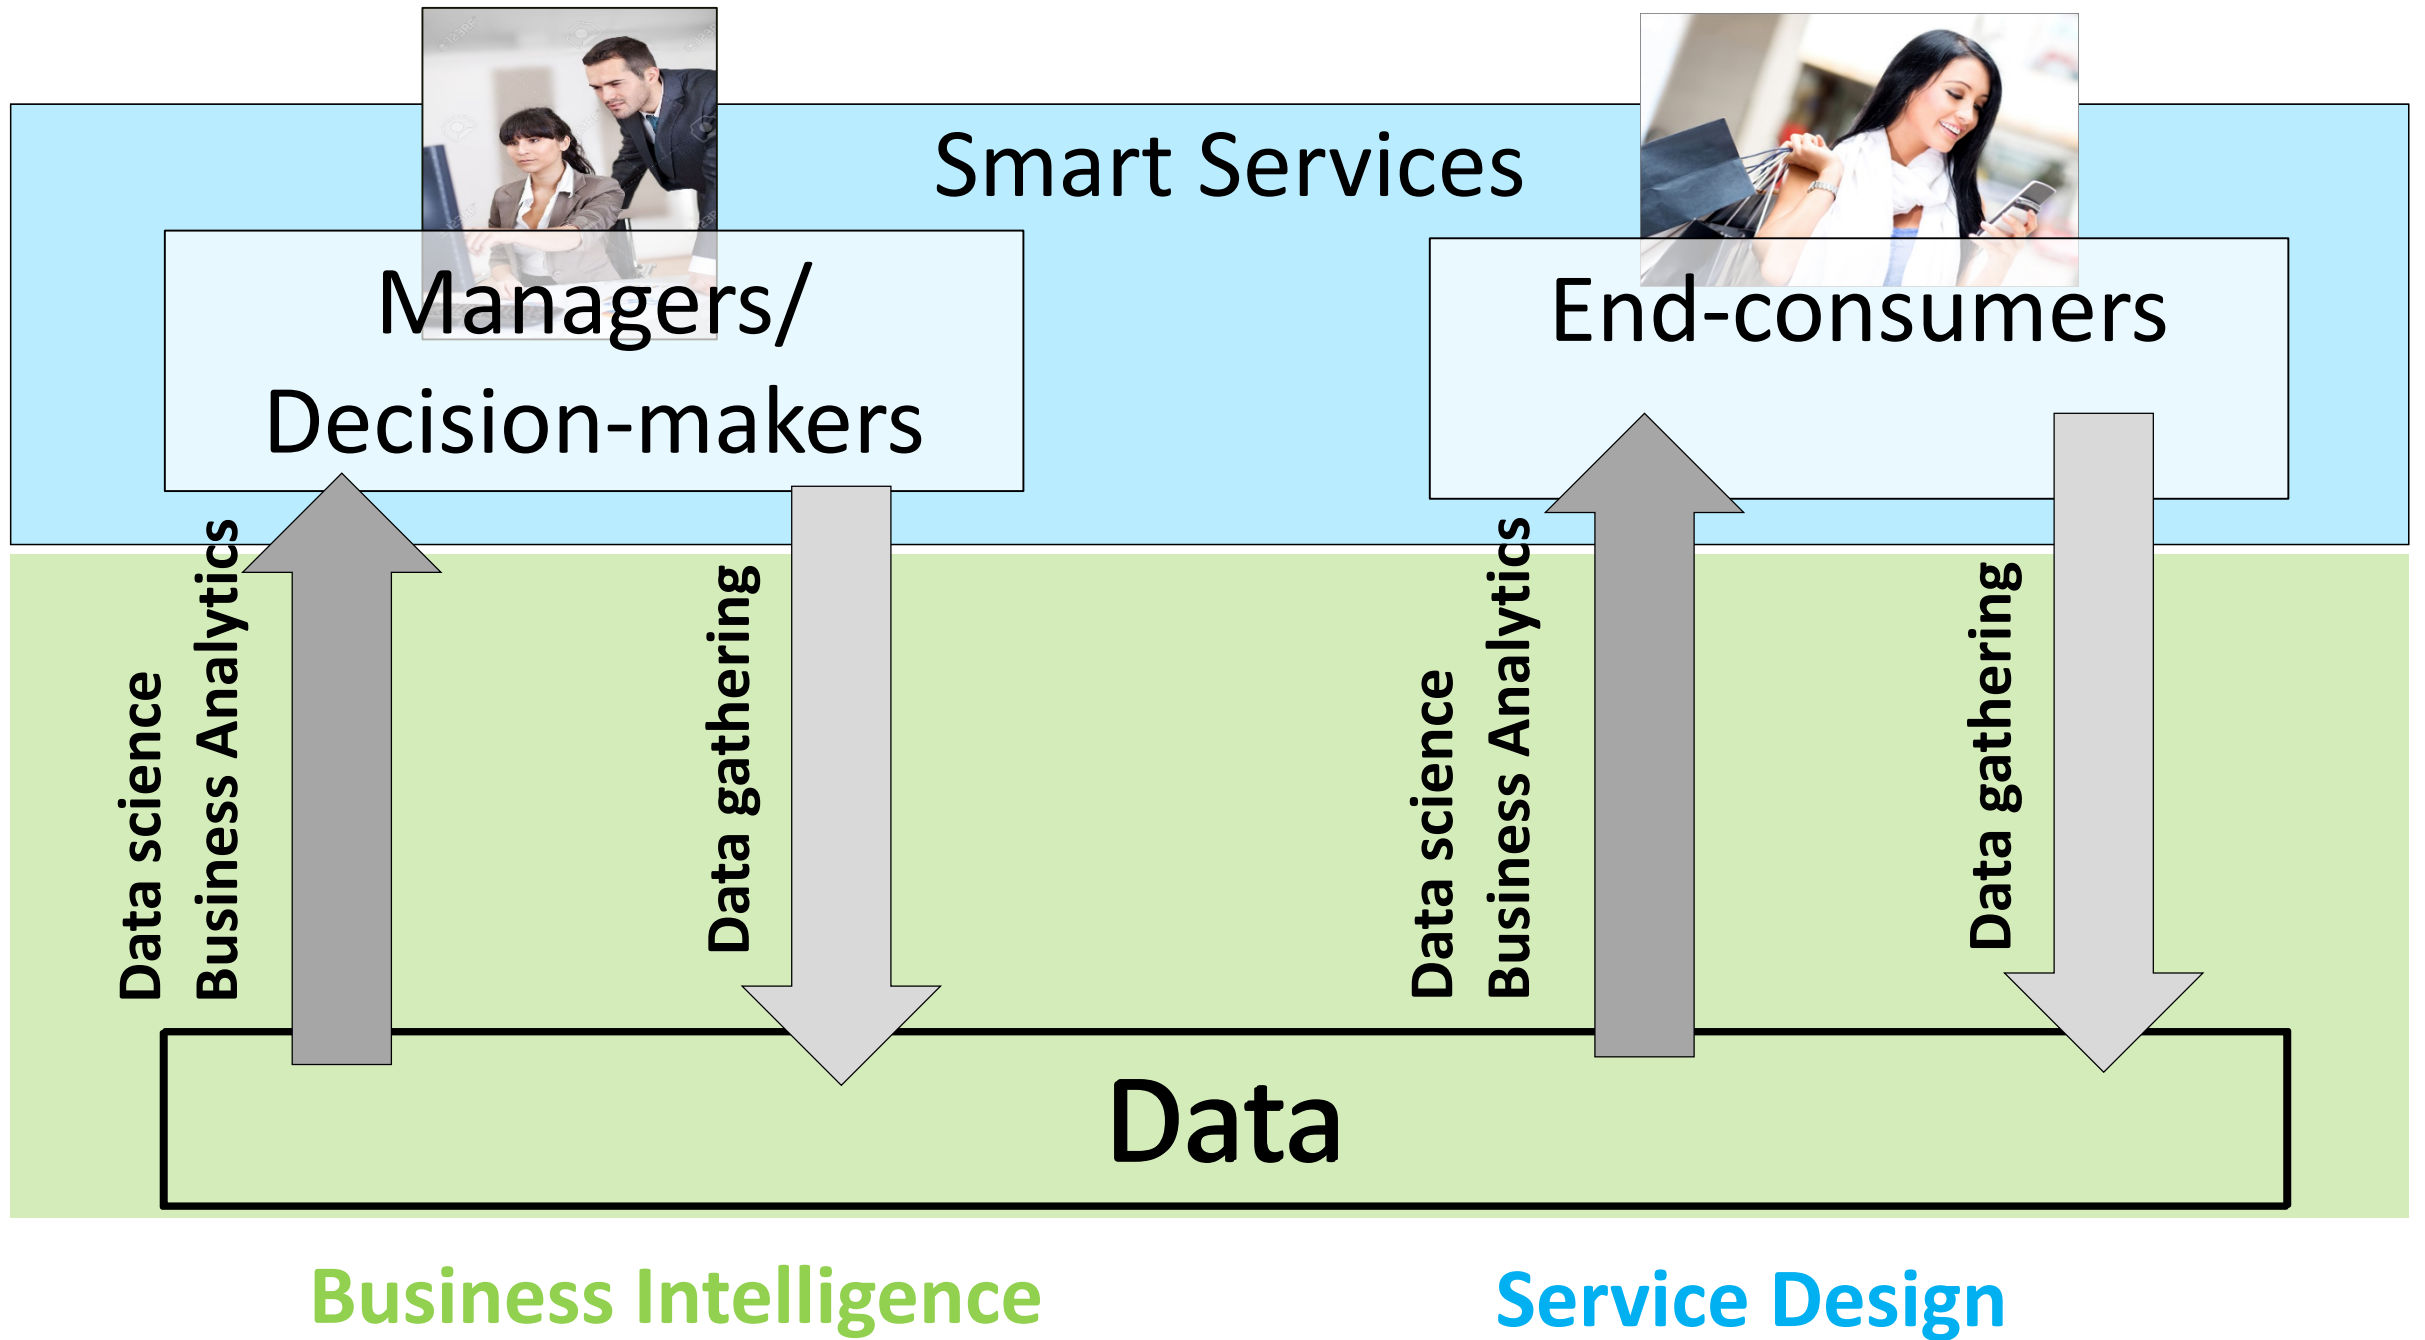 Smart Services
Managers/
Decision-makers
End-consumers
Data science
Business Analytics
Data gathering
Data science
Business Analytics
Data gathering
Data
Business Intelligence
Service Design